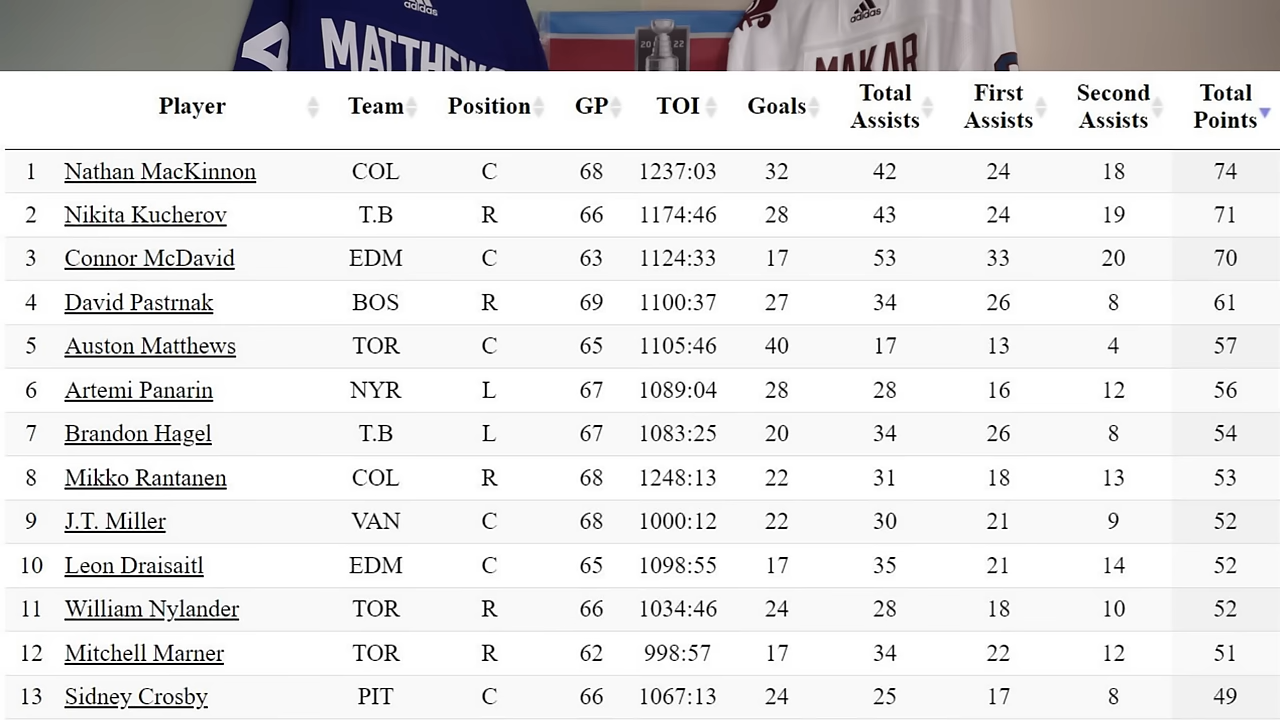 adidas
adidas
MATTHEWS
20 22
MAKAR
Player Team Position GP TOI Goals Total Assists First Assists Second Assists Total Points
1 Nathan MacKinnon COL C 68 1237:03 32 42 24 18 74
2 Nikita Kucherov T.B R 66 1174:46 28 43 24 19 71
3 Connor McDavid EDM C 63 1124:33 17 53 33 20 70
4 David Pastrnak BOS R 69 1100:37 27 34 26 8 61
5 Auston Matthews TOR C 65 1105:46 40 17 13 4 57
6 Artemi Panarin NYR L 67 1089:04 28 28 16 12 56
7 Brandon Hagel T.B L 67 1083:25 20 34 26 8 54
8 Mikko Rantanen COL R 68 1248:13 22 31 18 13 53
9 J.T. Miller VAN C 68 1000:12 22 30 21 9 52
10 Leon Draisaitl EDM C 65 1098:55 17 35 21 14 52
11 William Nylander TOR R 66 1034:46 24 28 18 10 52
12 Mitchell Marner TOR R 62 998:57 17 34 22 12 51
13 Sidney Crosby PIT C 66 1067:13 24 25 17 8 49